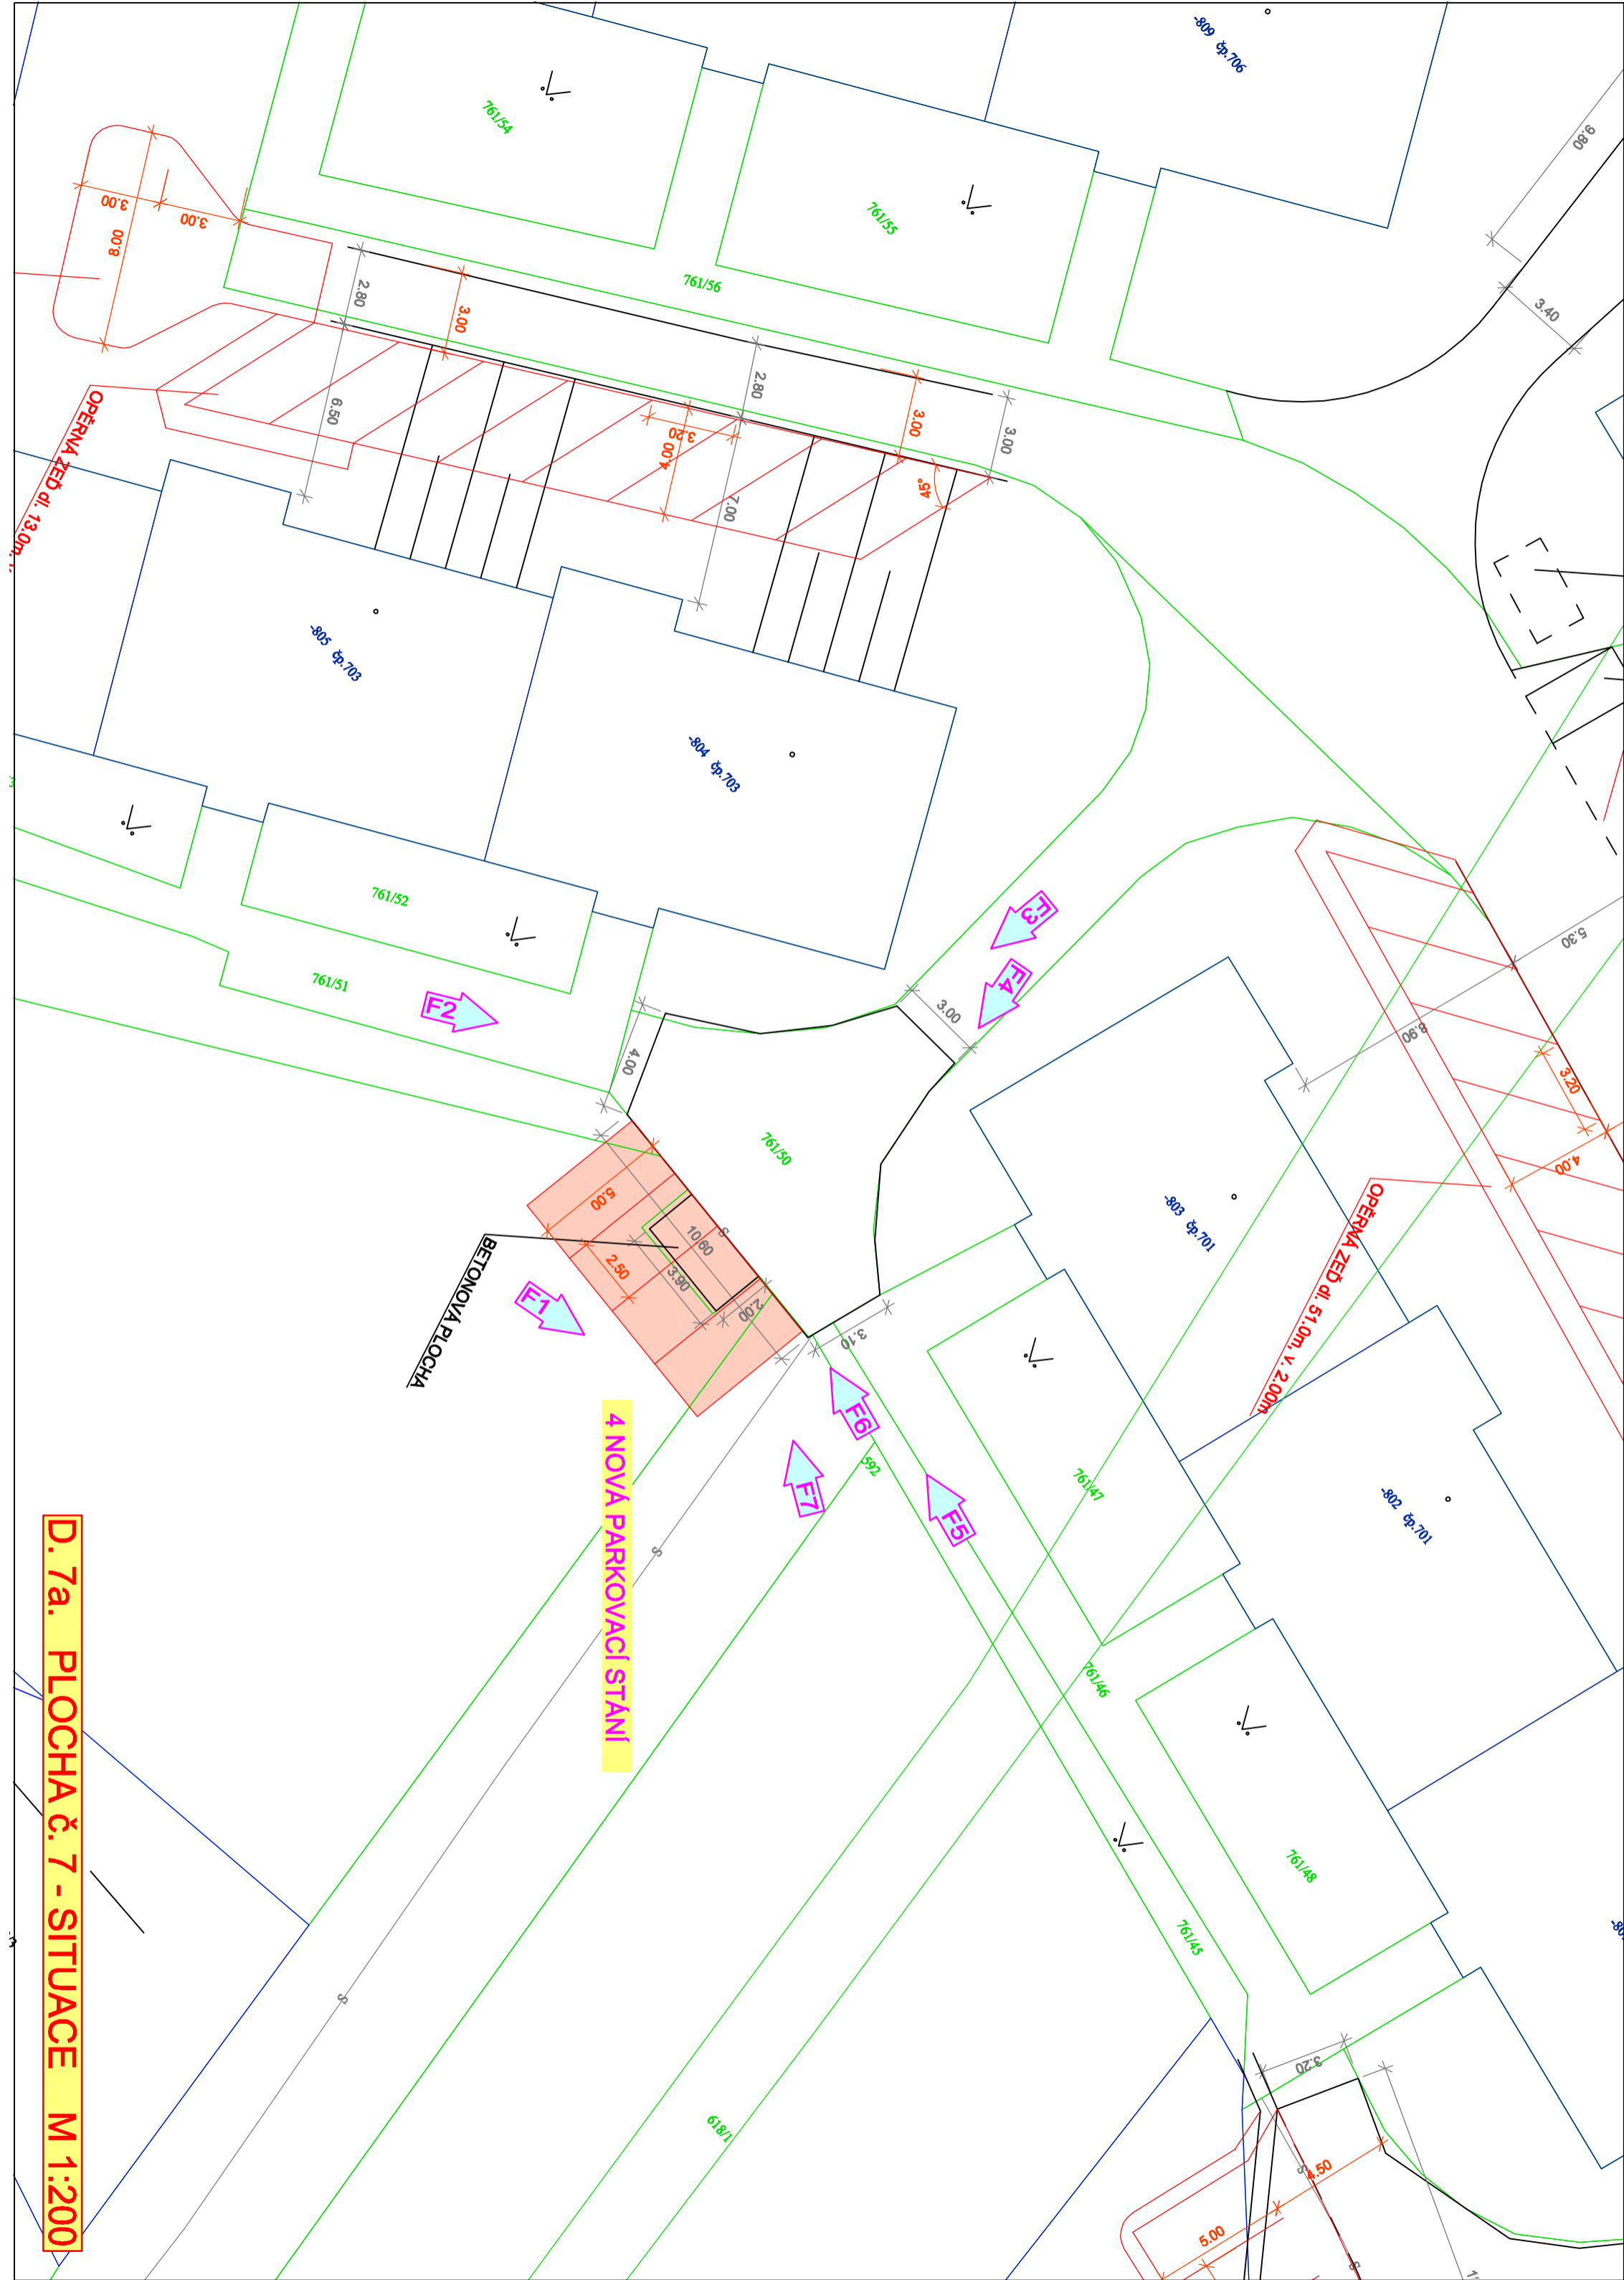 -809 čp.706
761/54
761/55
761/56
9.80
3.40
3.00
3.00
8.00
2.80
3.00
2.80
3.00
3.00
6.50
3.20
4.00
7.00
45°
OPĚRNÁ ZEĎ dl. 13.0m,
-805 čp.703
-804 čp.703
761/52
761/51
F2
F3
F4
3.00
4.00
761/50
5.30
8.90
3.20
4.00
-803 čp.701
OPĚRNÁ ZEĎ dl. 51.0m, v. 2.00m
5.00
10.60
S
2.50
3.90
2.00
3.10
BETONOVÁ PLOCHA
F1
F6
F7
F5
592
761/47
-802 čp.701
4 NOVÁ PARKOVACÍ STÁNÍ
S
761/46
761/48
761/45
S
618/1
3.20
S
4.50
5.00
S
D. 7a. PLOCHA č. 7 - SITUACE M 1:200